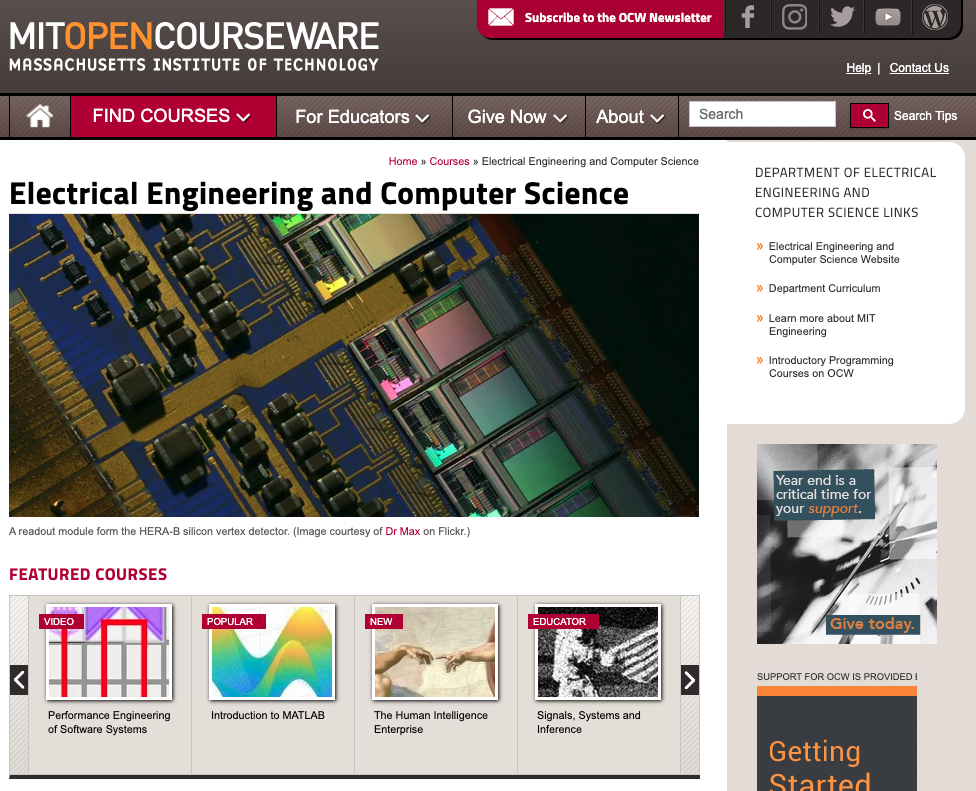 MITOPENCOURSEWARE
MASSACHUSETTS INSTITUTE OF TECHNOLOGY
Subscribe to the OCW Newsletter
Help | Contact Us
FIND COURSES
For Educators
Give Now
About
Search
Search Tips
Home » Courses » Electrical Engineering and Computer Science
Electrical Engineering and Computer Science
A readout module form the HERA-B silicon vertex detector. (Image courtesy of Dr Max on Flickr.)
FEATURED COURSES
VIDEO
Performance Engineering
of Software Systems
POPULAR
Introduction to MATLAB
NEW
The Human Intelligence
Enterprise
EDUCATOR
Signals, Systems and
Inference
DEPARTMENT OF ELECTRICAL
ENGINEERING AND
COMPUTER SCIENCE LINKS
» Electrical Engineering and
Computer Science Website
» Department Curriculum
» Learn more about MIT
Engineering
» Introductory Programming
Courses on OCW
Year end is a
critical time for
your support.
Give today.
SUPPORT FOR OCW IS PROVIDED
Getting
Started